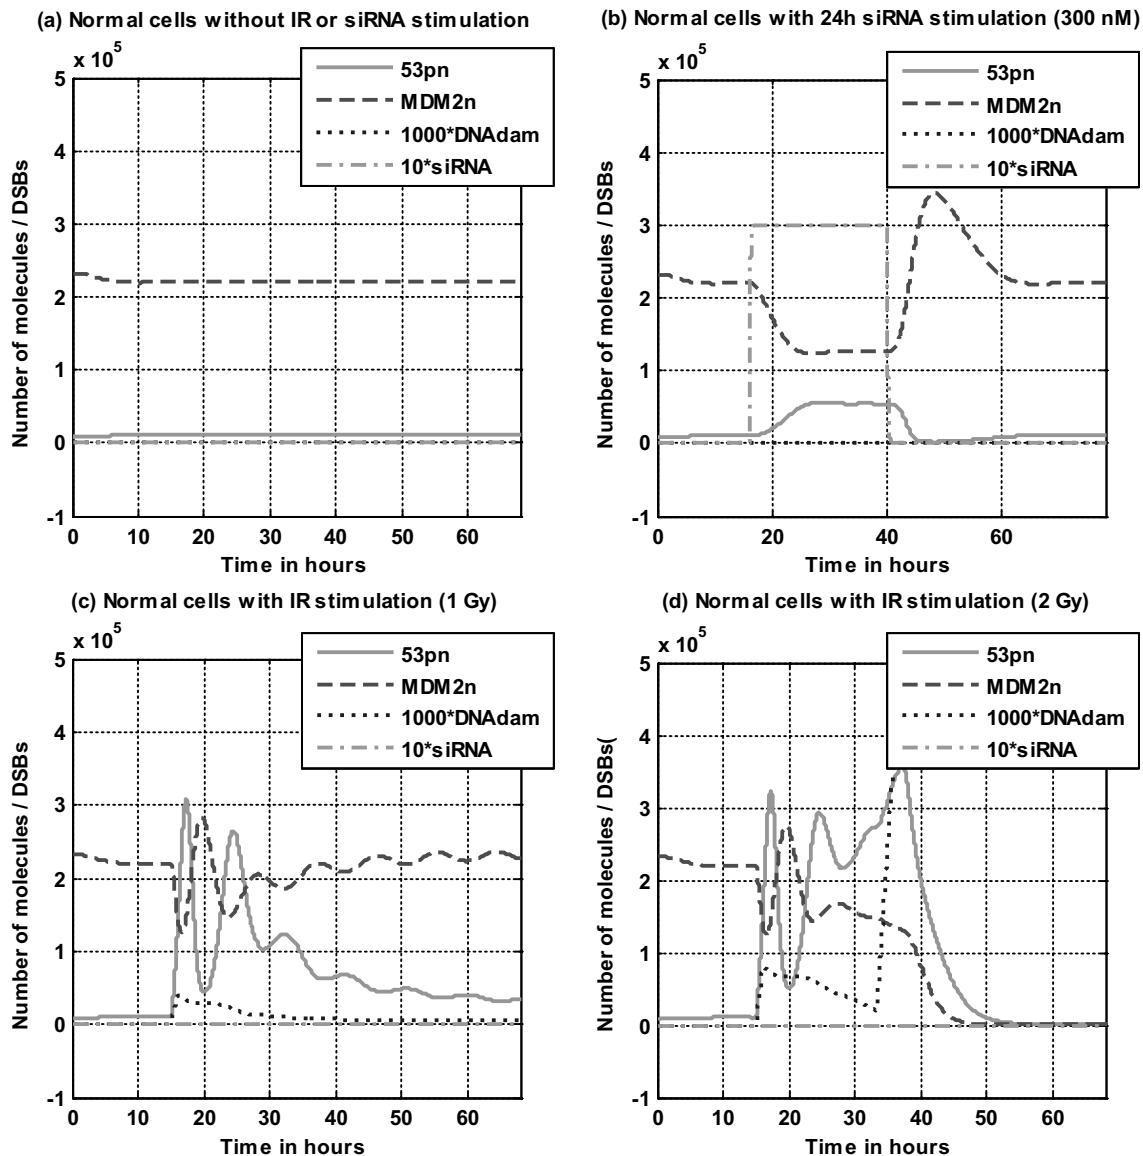 (a) Normal cells without IR or siRNA stimulation
x 10^5
53pn
MDM2n
1000*DNAdam
10*siRNA
5
4
3
2
1
0
-1
Number of molecules / DSBs
0 10 20 30 40 50 60
Time in hours
(b) Normal cells with 24h siRNA stimulation (300 nM)
x 10^5
53pn
MDM2n
1000*DNAdam
10*siRNA
5
4
3
2
1
0
-1
Number of molecules / DSBs
20 40 60
Time in hours
(c) Normal cells with IR stimulation (1 Gy)
x 10^5
53pn
MDM2n
1000*DNAdam
10*siRNA
5
4
3
2
1
0
-1
Number of molecules / DSBs
0 10 20 30 40 50 60
Time in hours
(d) Normal cells with IR stimulation (2 Gy)
x 10^5
53pn
MDM2n
1000*DNAdam
10*siRNA
5
4
3
2
1
0
-1
Number of molecules / DSBs(
0 10 20 30 40 50 60
Time in hours